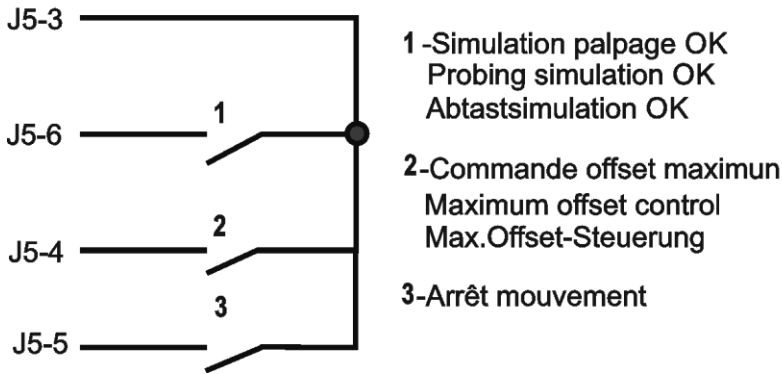 J5-3
J5-6
1
J5-4
2
J5-5
3
1-Simulation palpage OK
Probing simulation OK
Abtastsimulation OK
2-Commande offset maximun
Maximum offset control
Max.Offset-Steuerung
3-Arrêt mouvement